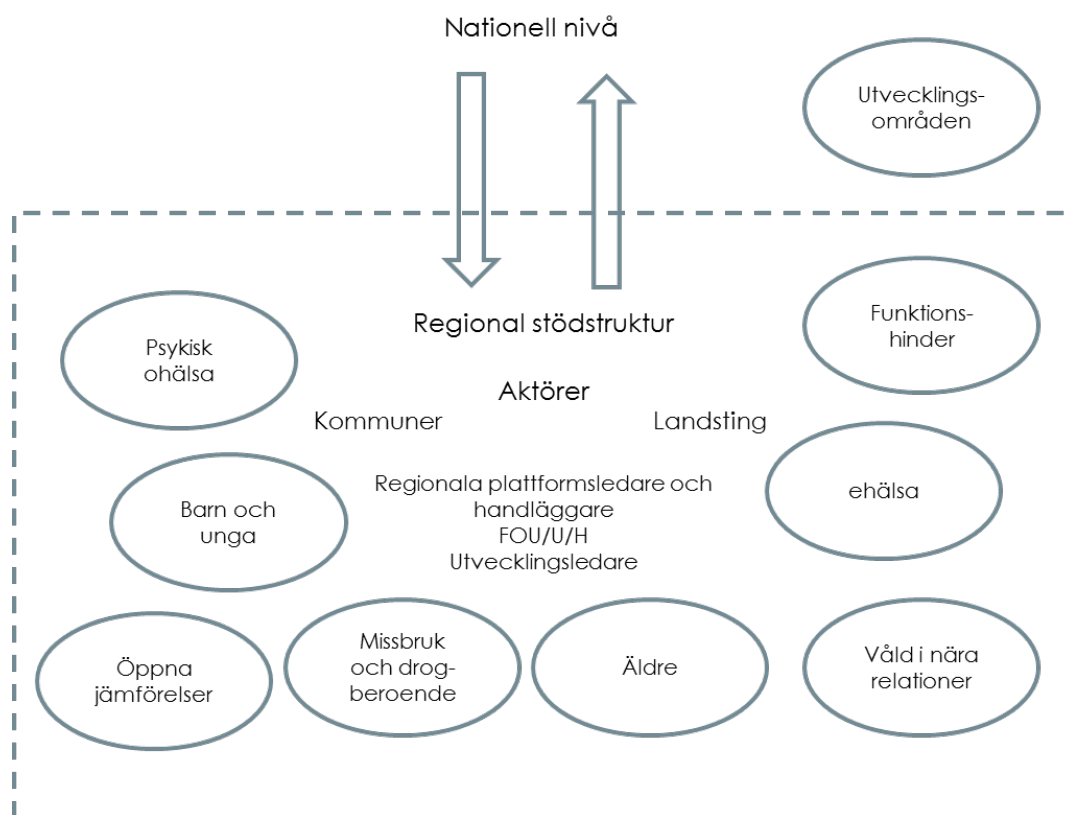 Nationell nivå
Utvecklings-
områden
Regional stödstruktur
Funktions-
hinder
Psykisk
ohälsa
Aktörer
Kommuner
Landsting
Barn och
unga
Regionala plattformsledare och
handläggare
FOU/U/H
Utvecklingsledare
ehälsa
Öppna
jämförelser
Missbruk
och drog-
beroende
Äldre
Våld i nära
relationer